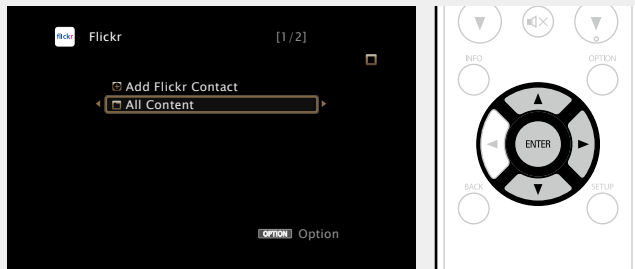 flickr
Flickr [1/2]
Add Flickr Contact
All Content
OPTION Option
INFO OPTION
ENTER
BACK SETUP